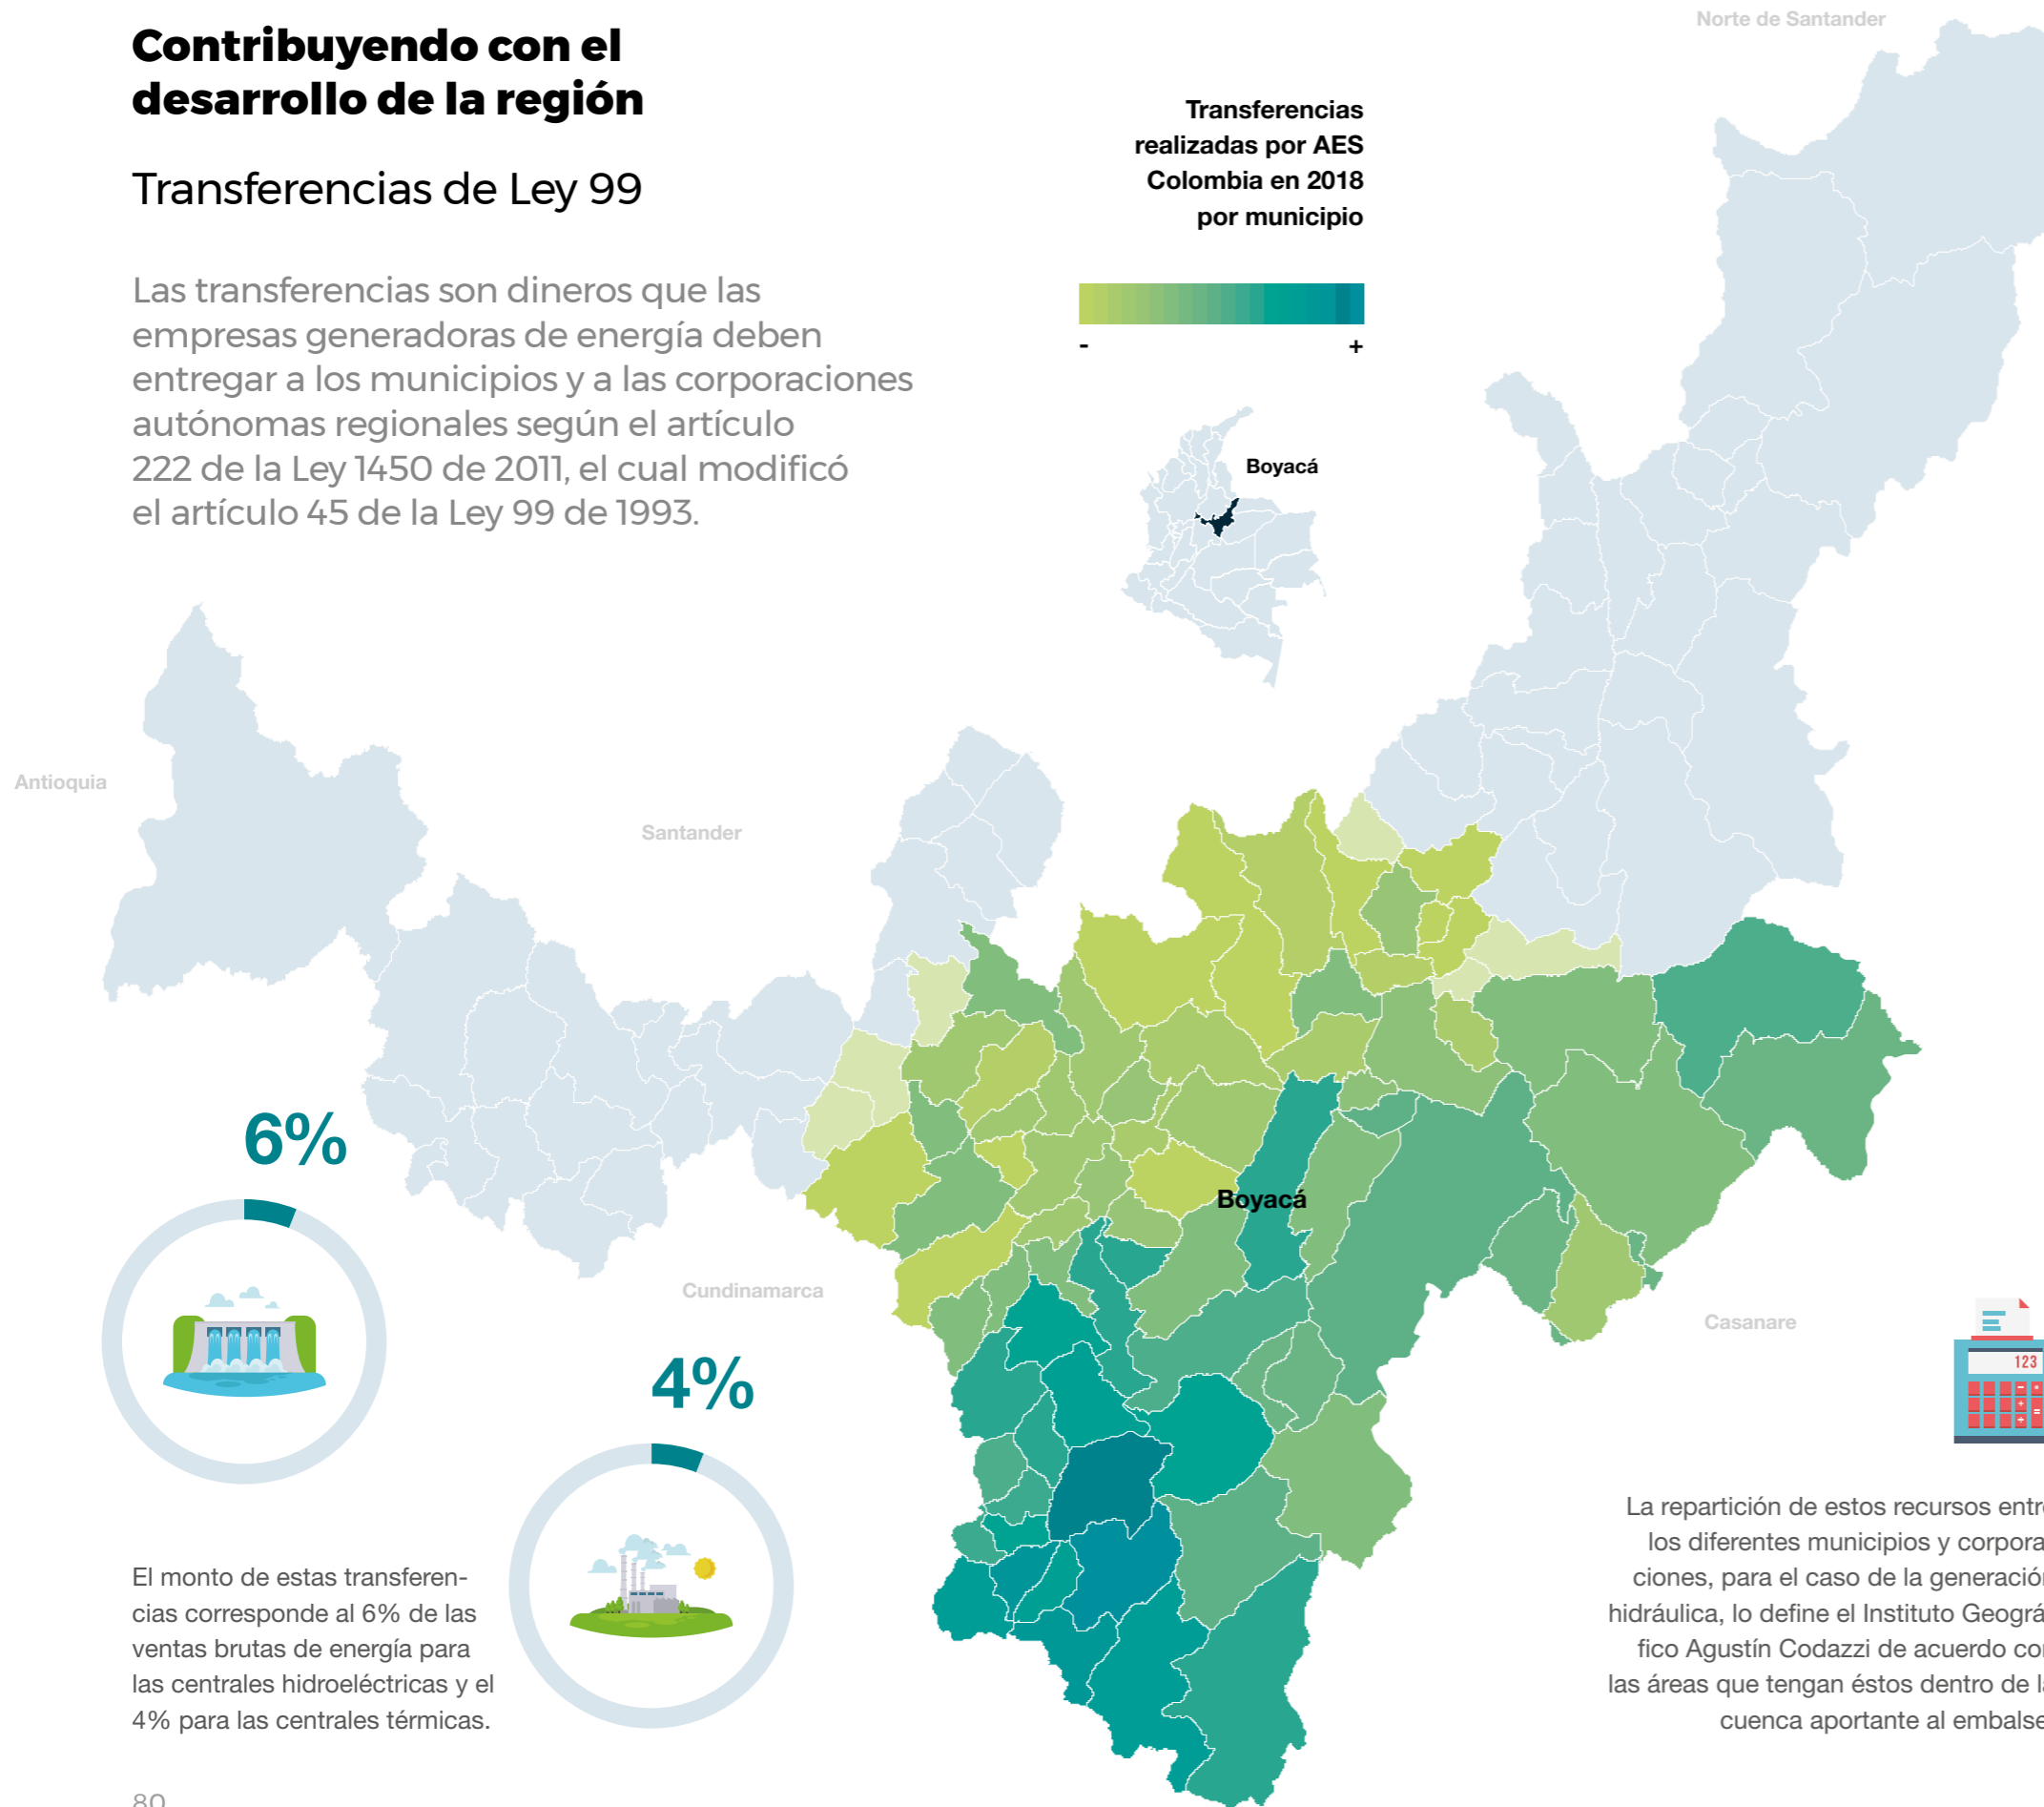 Contribuyendo con el
desarrollo de la región
Transferencias de Ley 99
Las transferencias son dineros que las
empresas generadoras de energía deben
entregar a los municipios y a las corporaciones
autónomas regionales según el artículo
222 de la Ley 1450 de 2011, el cual modificó
el artículo 45 de la Ley 99 de 1993.
Transferencias
realizadas por AES
Colombia en 2018
por municipio
- +
Boyacá
Norte de Santander
Antioquia
Santander
Boyacá
Cundinamarca
Casanare
6%
4%
El monto de estas transferen-
cias corresponde al 6% de las
ventas brutas de energía para
las centrales hidroeléctricas y el
4% para las centrales térmicas.
123
La repartición de estos recursos entre
los diferentes municipios y corpora-
ciones, para el caso de la generación
hidráulica, lo define el Instituto Geográ-
fico Agustín Codazzi de acuerdo con
las áreas que tengan éstos dentro de la
cuenca aportante al embalse
80